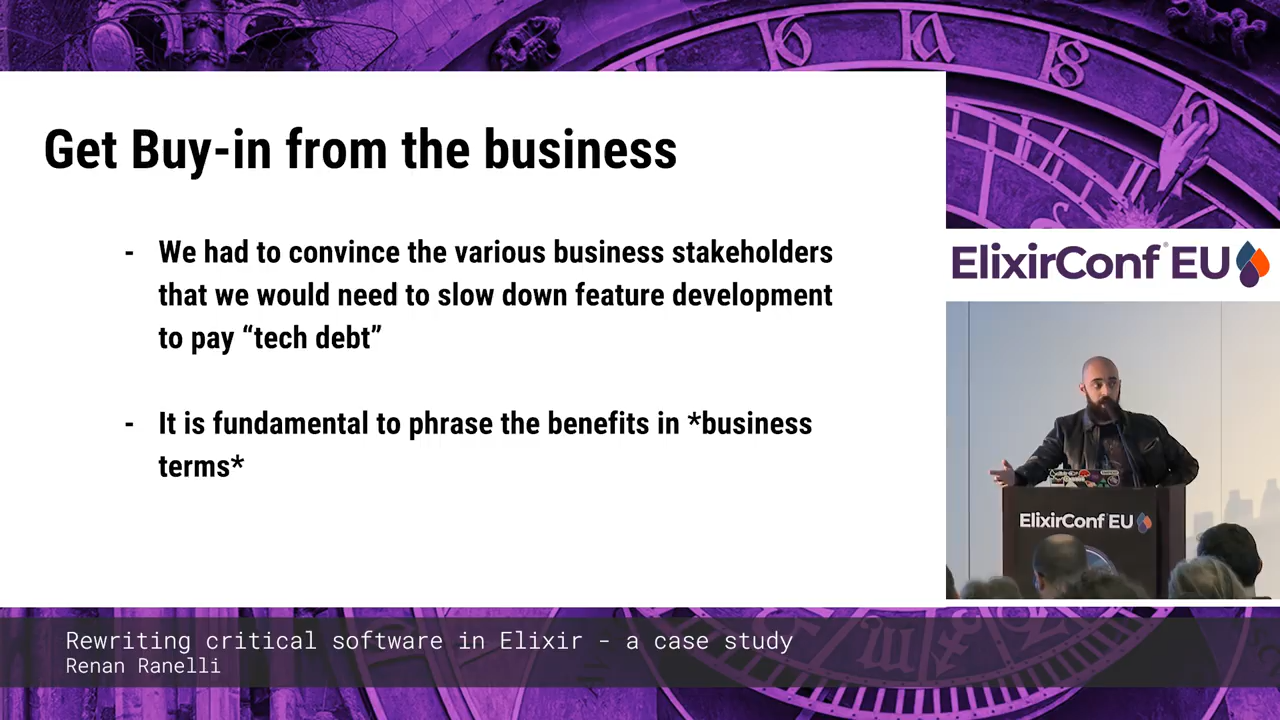 Get Buy-in from the business
- We had to convince the various business stakeholders
that we would need to slow down feature development
to pay “tech debt”
- It is fundamental to phrase the benefits in *business
terms*
ElixirConf® EU
ElixirConf EU
Rewriting critical software in Elixir - a case study
Renan Ranelli